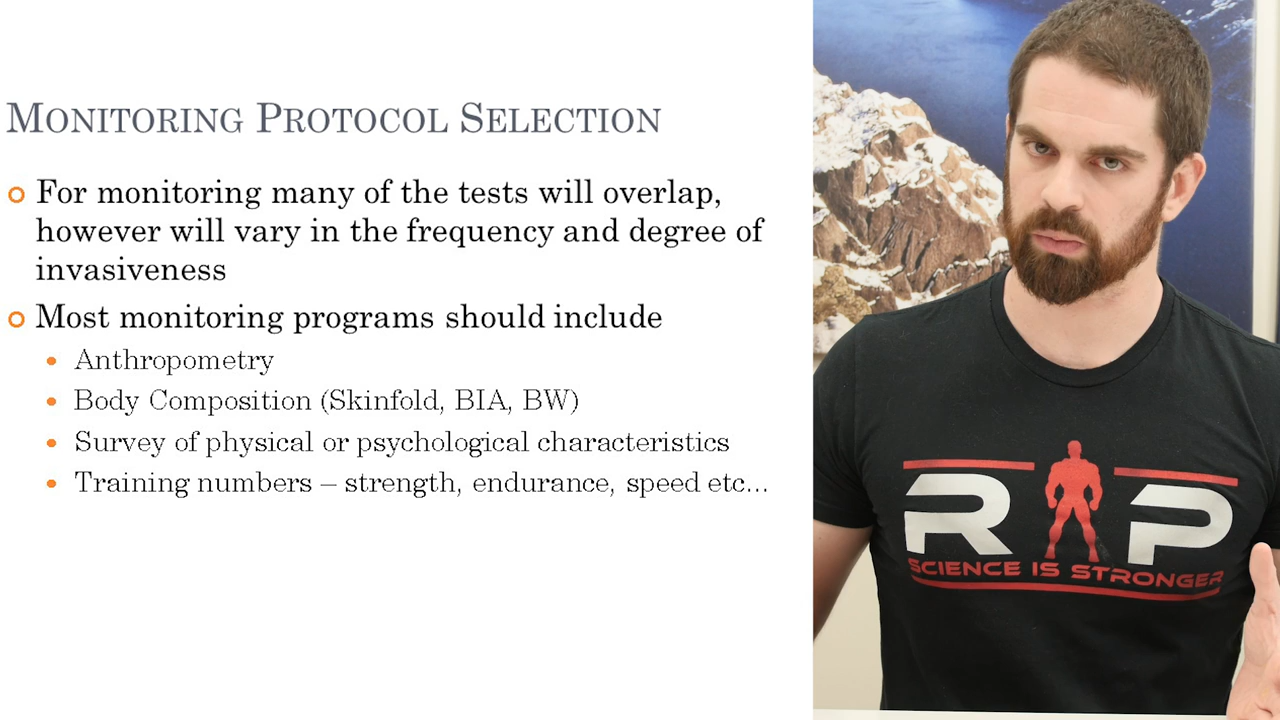 MONITORING PROTOCOL SELECTION
For monitoring many of the tests will overlap,
however will vary in the frequency and degree of
invasiveness
Most monitoring programs should include
Anthropometry
Body Composition (Skinfold, BIA, BW)
Survey of physical or psychological characteristics
Training numbers – strength, endurance, speed etc...
R P
SCIENCE IS STRONGER